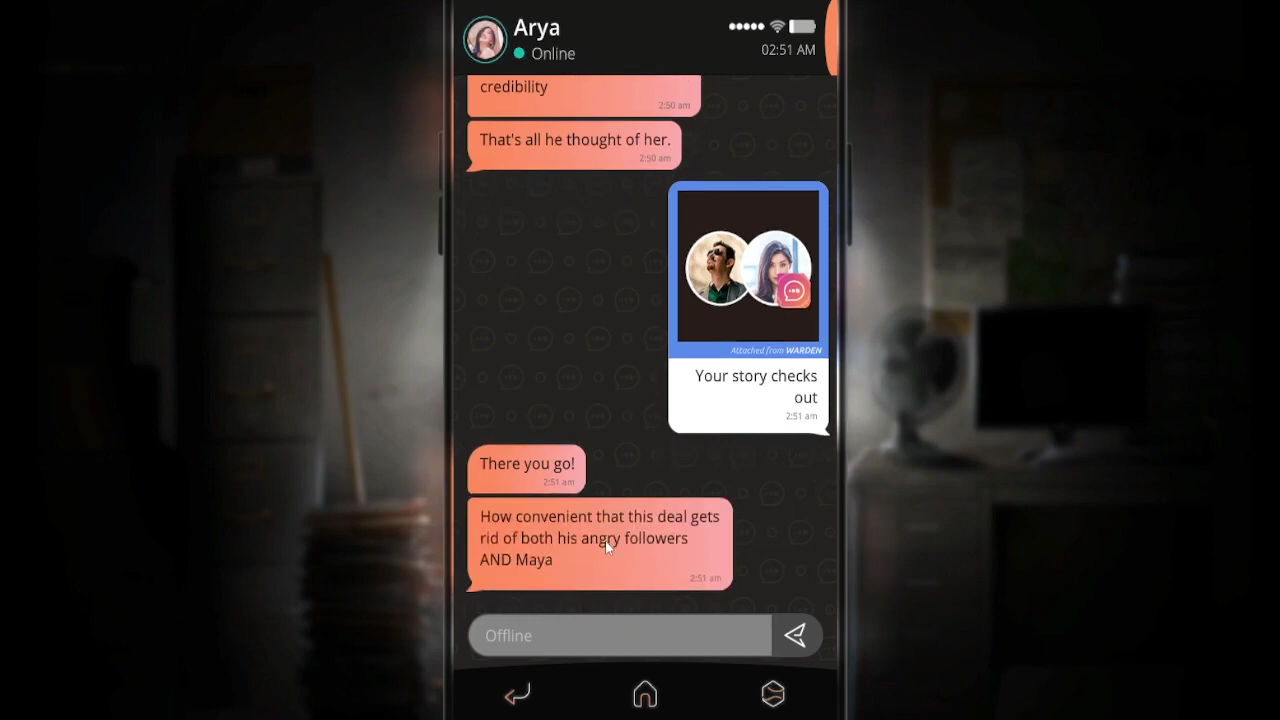 Arya
Online
02:51 AM
credibility
2:50 am
That's all he thought of her.
2:50 am
Attached from WARDEN
Your story checks
out
2:51 am
There you go!
2:51 am
How convenient that this deal gets
rid of both his angry followers
AND Maya
2:51 am
Offline